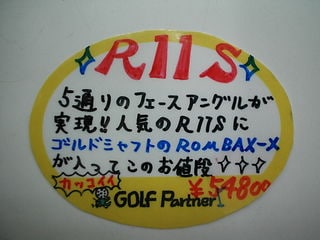 R11S
5通りのフェースアングルが
実現!!人気のR11Sに
ゴールドシャフトのROMBAX-X
が入ってこのお値段
カッコイイ
GOLF Partner
¥54800